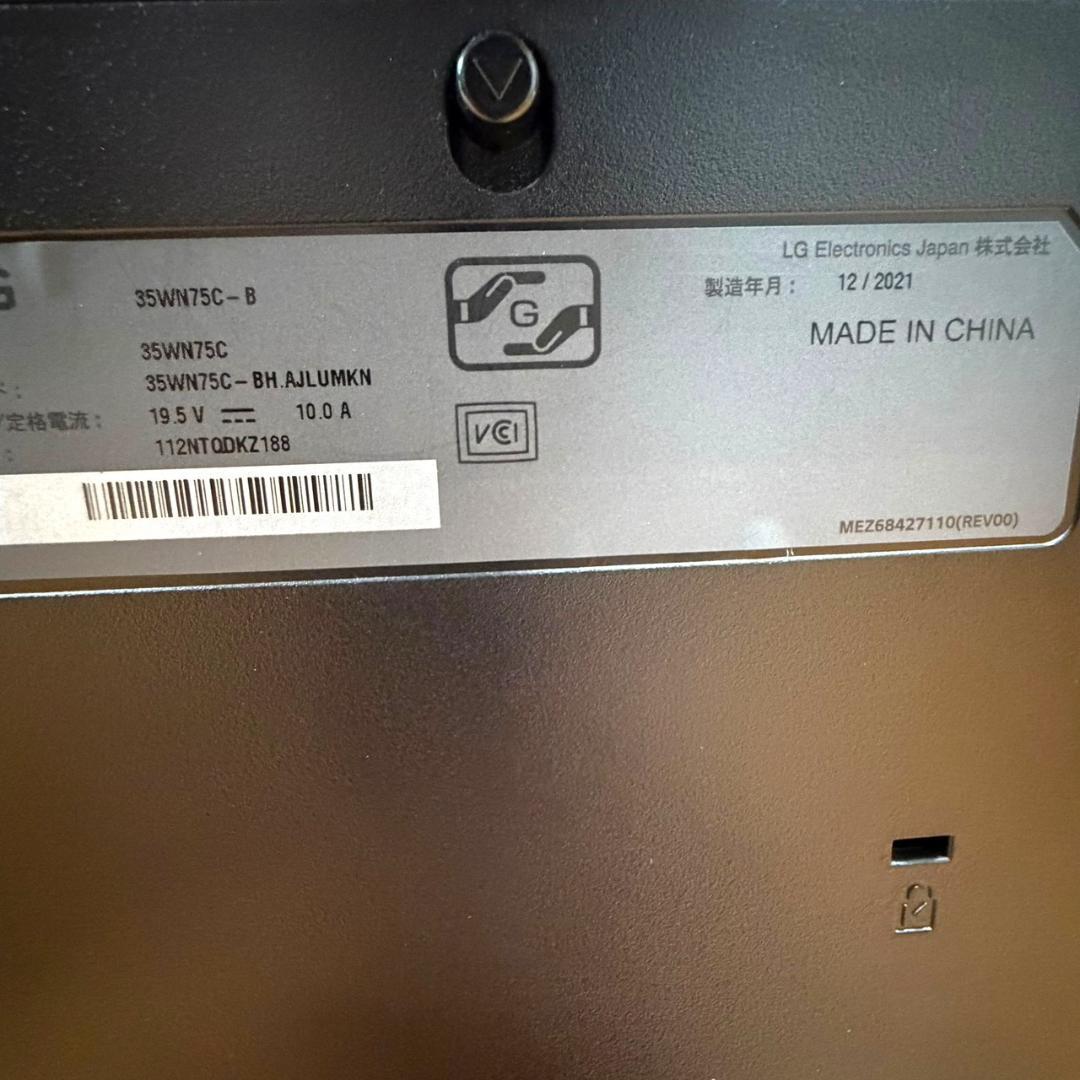 G
35WN75C-B
35WN75C
35WN75C-BH.AJLUMKN
定格電流： 19.5 V 10.0 A
112NTQDKZ188
G
VCCI
LG Electronics Japan 株式会社
製造年月： 12 / 2021
MADE IN CHINA
MEZ68427110(REV00)